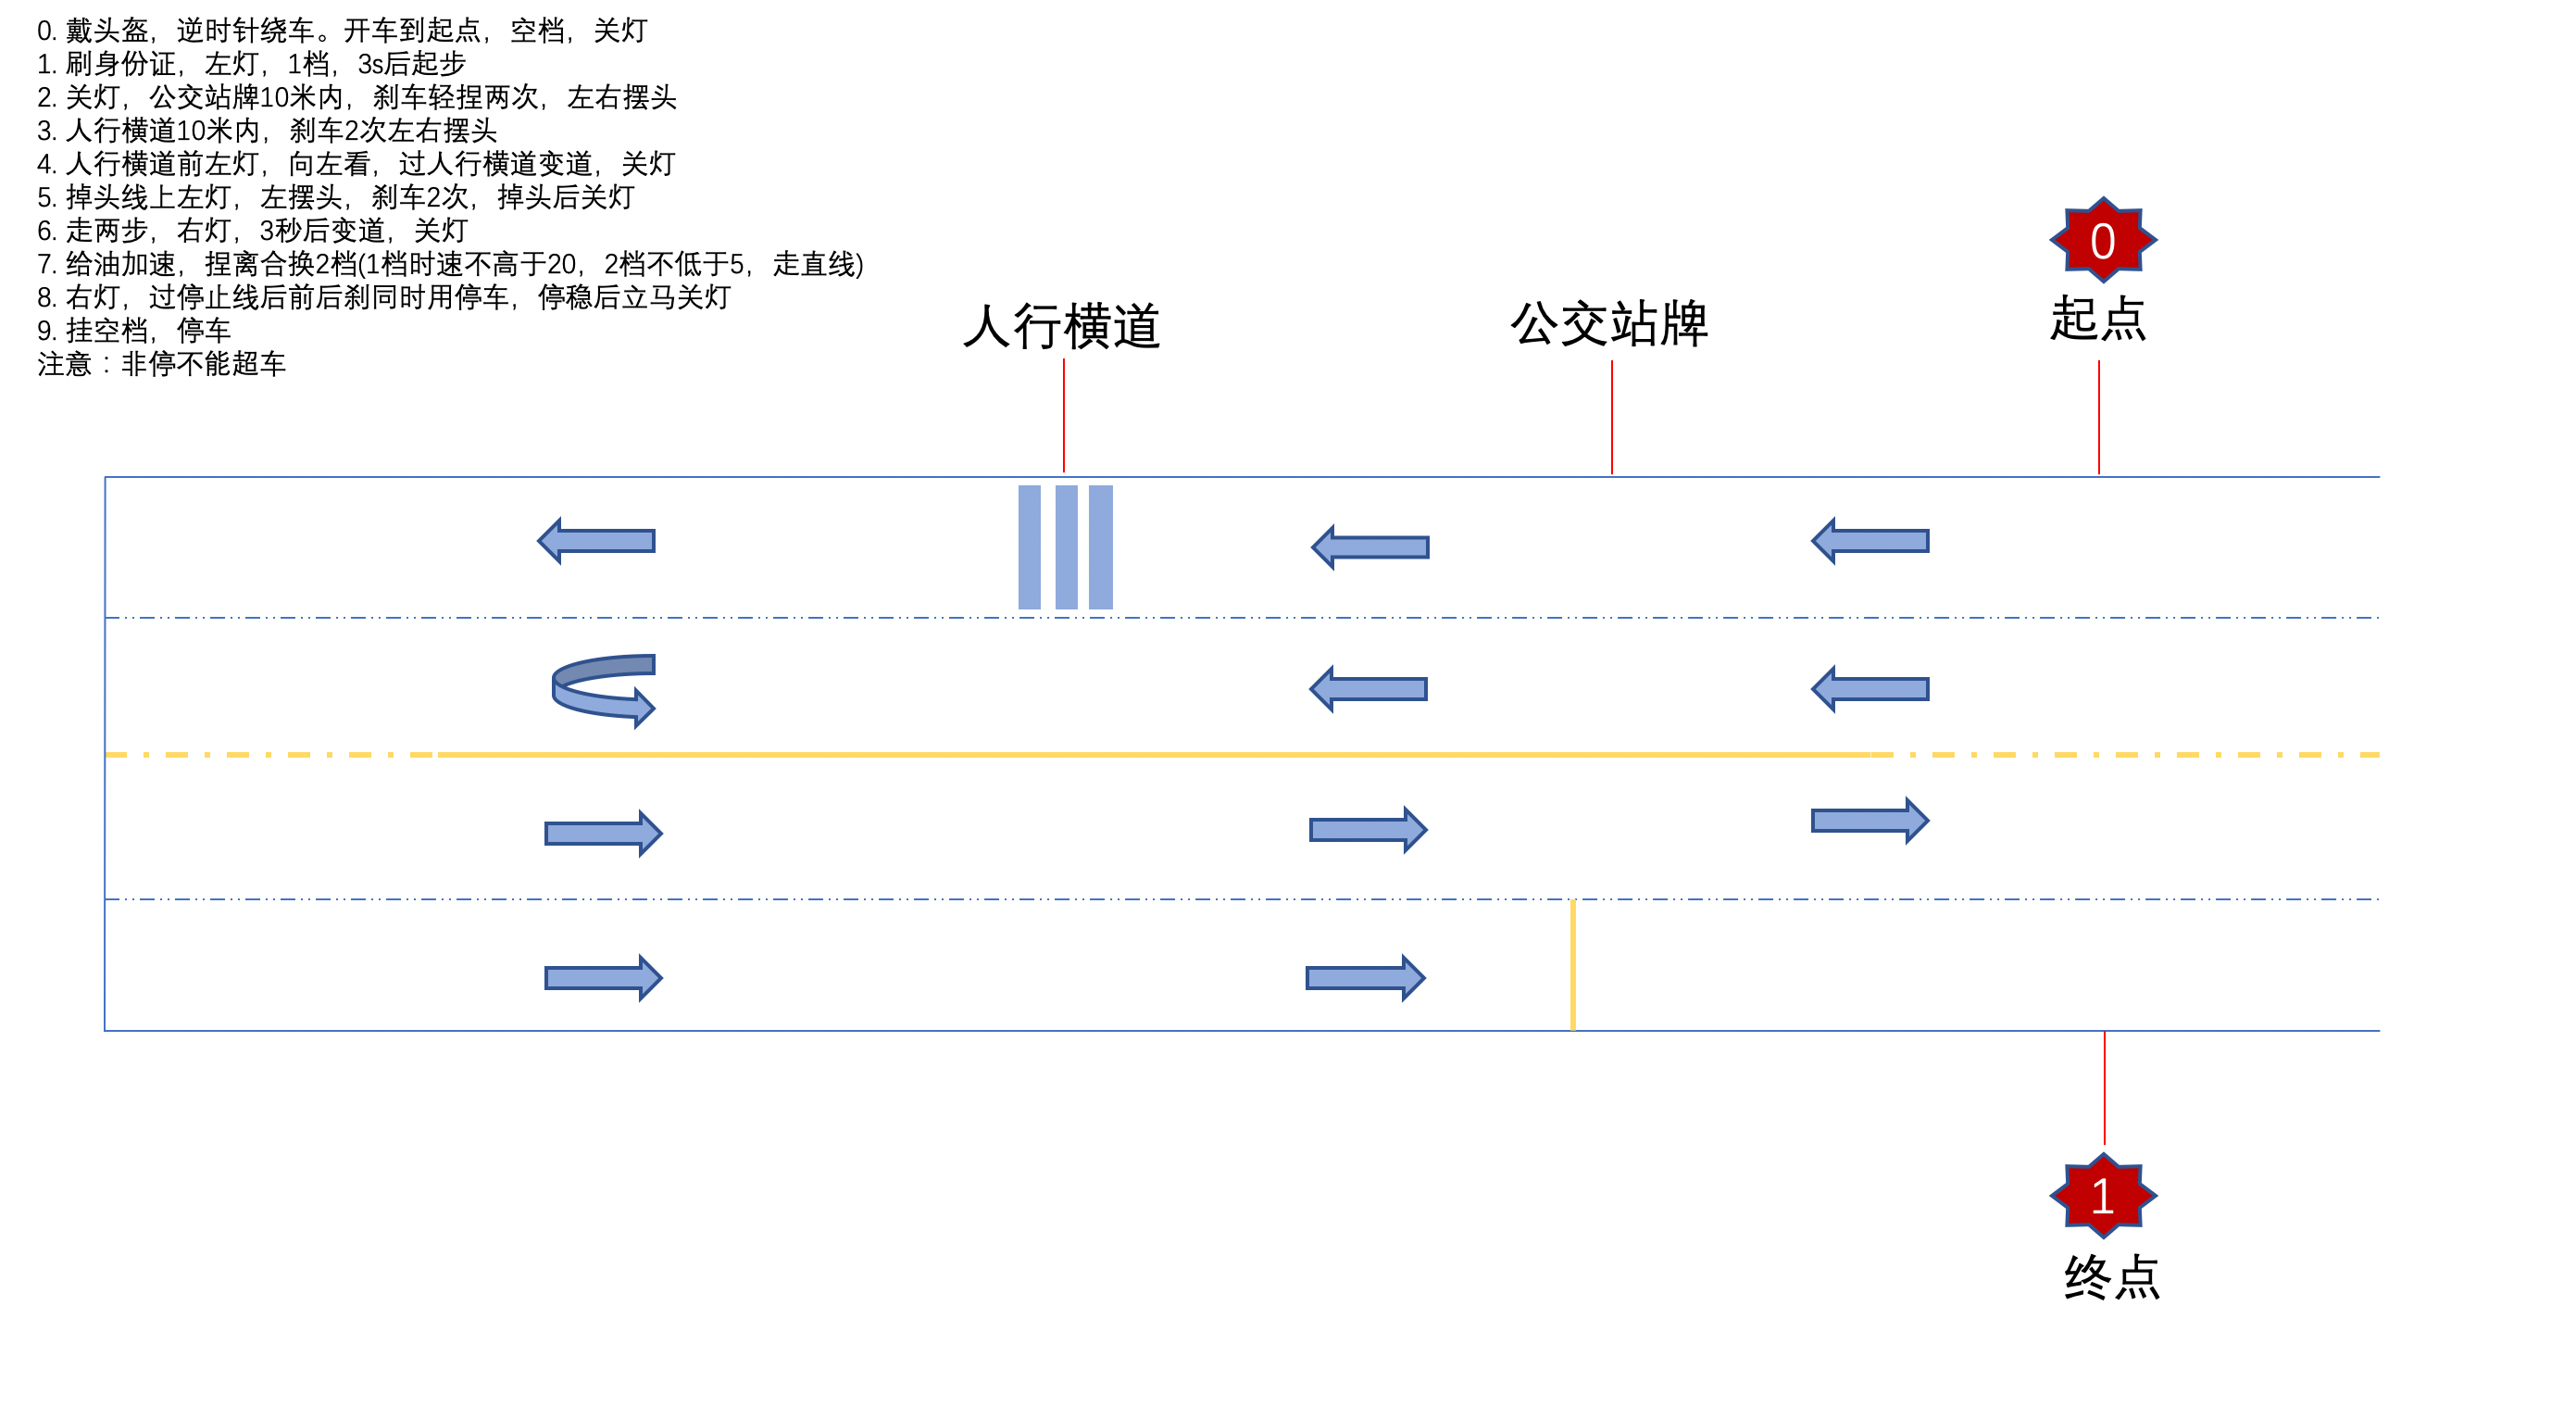 0. 戴头盔，逆时针绕车。开车到起点，空档，关灯
1. 刷身份证，左灯，1档，3s后起步
2. 关灯，公交站牌10米内，刹车轻捏两次，左右摆头
3. 人行横道10米内，刹车2次左右摆头
4. 人行横道前左灯，向左看，过人行横道变道，关灯
5. 掉头线上左灯，左摆头，刹车2次，掉头后关灯
6. 走两步，右灯，3秒后变道，关灯
7. 给油加速，捏离合换2档(1档时速不高于20，2档不低于5，走直线)
8. 右灯，过停止线后前后刹同时用停车，停稳后立马关灯
9. 挂空档，停车
注意：非停不能超车
0
人行横道
公交站牌
起点
1
终点